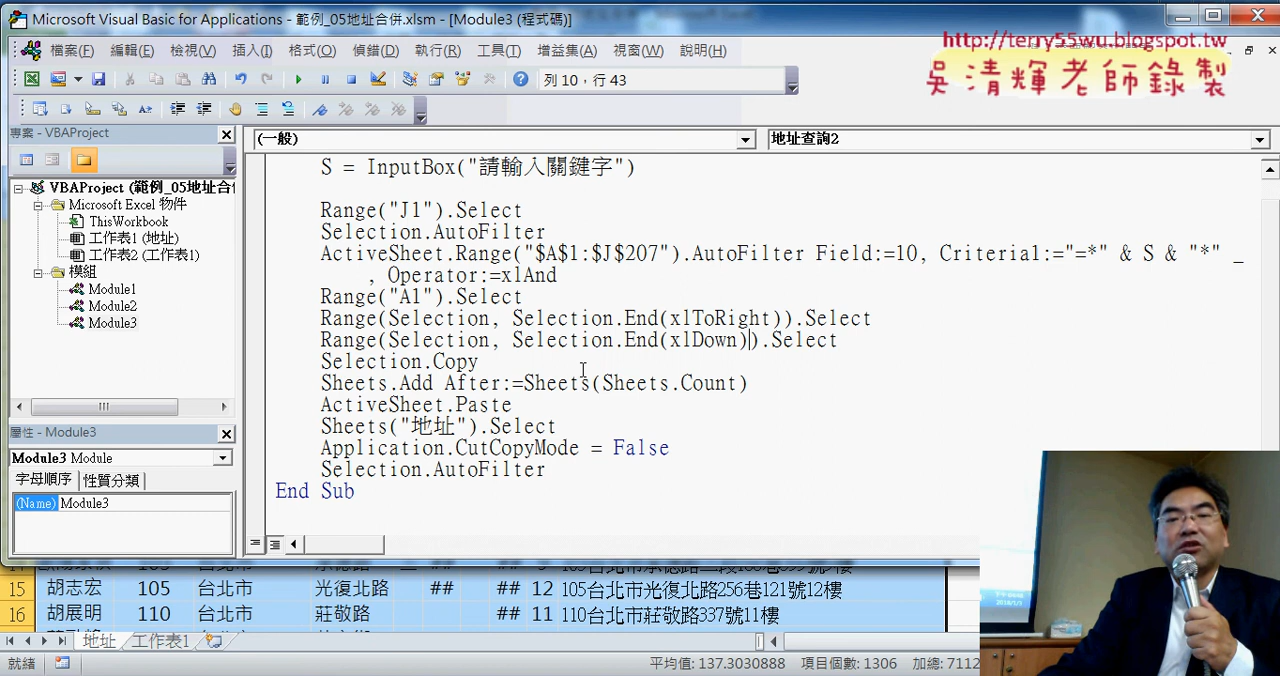 Microsoft Visual Basic for Applications - 範例_05地址合併.xlsm - [Module3 (程式碼)]
http://terry55wu.blogspot.tw
吳清輝老師錄製
檔案(F) 編輯(E) 檢視(V) 插入(I) 格式(O) 偵錯(D) 執行(R) 工具(T) 增益集(A) 視窗(W) 說明(H)
列 10，行 43
專案 - VBAProject
(一般)
地址查詢2
VBAProject (範例_05地址合併
Microsoft Excel 物件
ThisWorkbook
工作表1 (地址)
工作表2 (工作表1)
模組
Module1
Module2
Module3
屬性 - Module3
Module3 Module
字母順序 性質分類
(Name) Module3
S = InputBox("請輸入關鍵字")
Range("J1").Select
Selection.AutoFilter
ActiveSheet.Range("$A$1:$J$207").AutoFilter Field:=10, Criteria1:="=*" & S & "*" _
, Operator:=xlAnd
Range("A1").Select
Range(Selection, Selection.End(xlToRight)).Select
Range(Selection, Selection.End(xlDown)).Select
Selection.Copy
Sheets.Add After:=Sheets(Sheets.Count)
ActiveSheet.Paste
Sheets("地址").Select
Application.CutCopyMode = False
Selection.AutoFilter
End Sub
15 胡志宏 105 台北市 光復北路 ## ## 12 105台北市光復北路256巷121號12樓
16 胡展明 110 台北市 莊敬路 ## 11 110台北市莊敬路337號11樓
地址 工作表1
就緒 平均值: 137.3030888 項目個數: 1306 加總: 7112